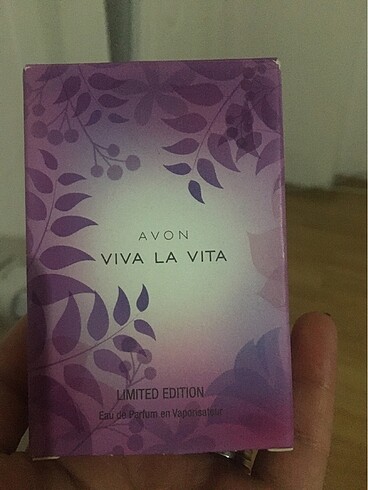 AVON
VIVA LA VITA
LIMITED EDITION
Eau de Parfum en Vaporisateur